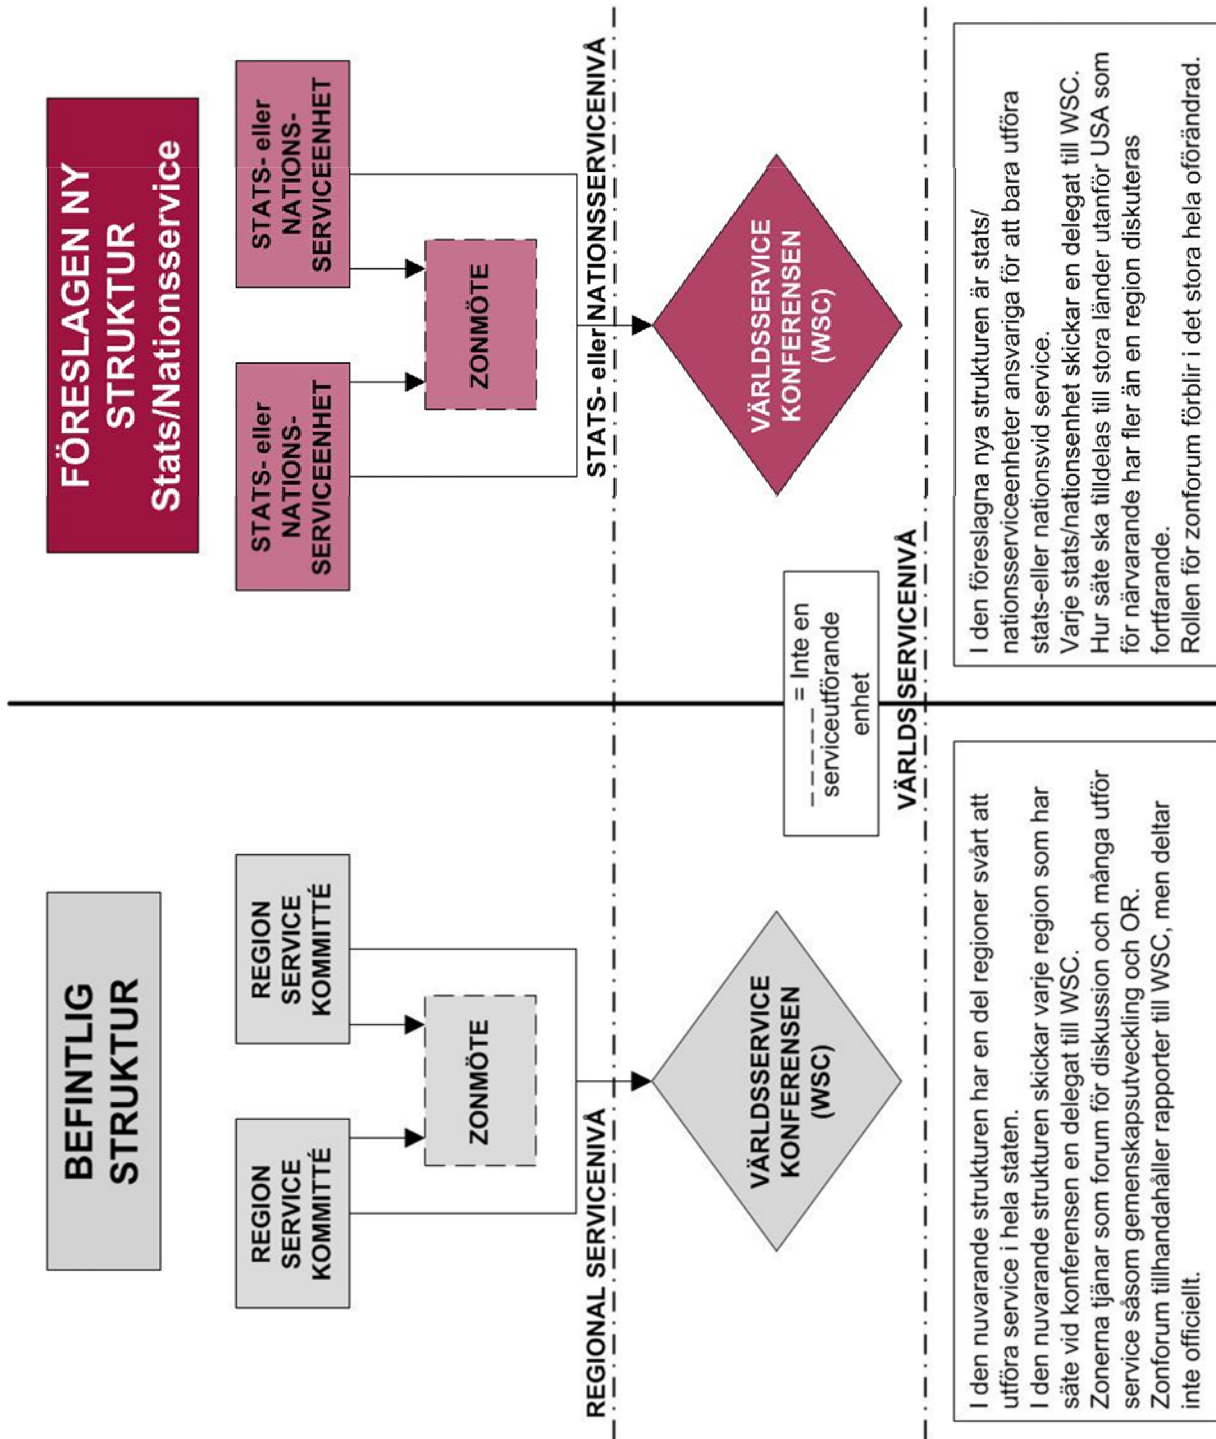 BEFINTLIG
STRUKTUR
REGION
SERVICE
KOMMITTÉ
REGION
SERVICE
KOMMITTÉ
ZONMÖTE
REGIONAL SERVICENIVÅ
VÄRLDSSERVICE
KONFERENSEN
(WSC)
I den nuvarande strukturen har en del regioner svårt att
utföra service i hela staten.
I den nuvarande strukturen skickar varje region som har
säte vid konferensen en delegat till WSC.
Zonerna tjänar som forum för diskussion och många utför
service såsom gemenskapsutveckling och OR.
Zonforum tillhandahåller rapporter till WSC, men deltar
inte officiellt.
_ _ _ _ _ = Inte en
serviceutförande
enhet
VÄRLDS SERVICENIVÅ
FÖRESLAGEN NY
STRUKTUR
Stats/Nationsservice
STATS- eller
NATIONS-
SERVICEENHET
STATS- eller
NATIONS-
SERVICEENHET
ZONMÖTE
STATS- eller NATIONSSERVICENIVÅ
VÄRLDSSERVICE
KONFERENSEN
(WSC)
I den föreslagna nya strukturen är stats/
nationsserviceenheter ansvariga för att bara utföra
stats-eller nationsvid service.
Varje stats/nationsenhet skickar en delegat till WSC.
Hur säte ska tilldelas till stora länder utanför USA som
för närvarande har fler än en region diskuteras
fortfarande.
Rollen för zonforum förblir i det stora hela oförändrad.